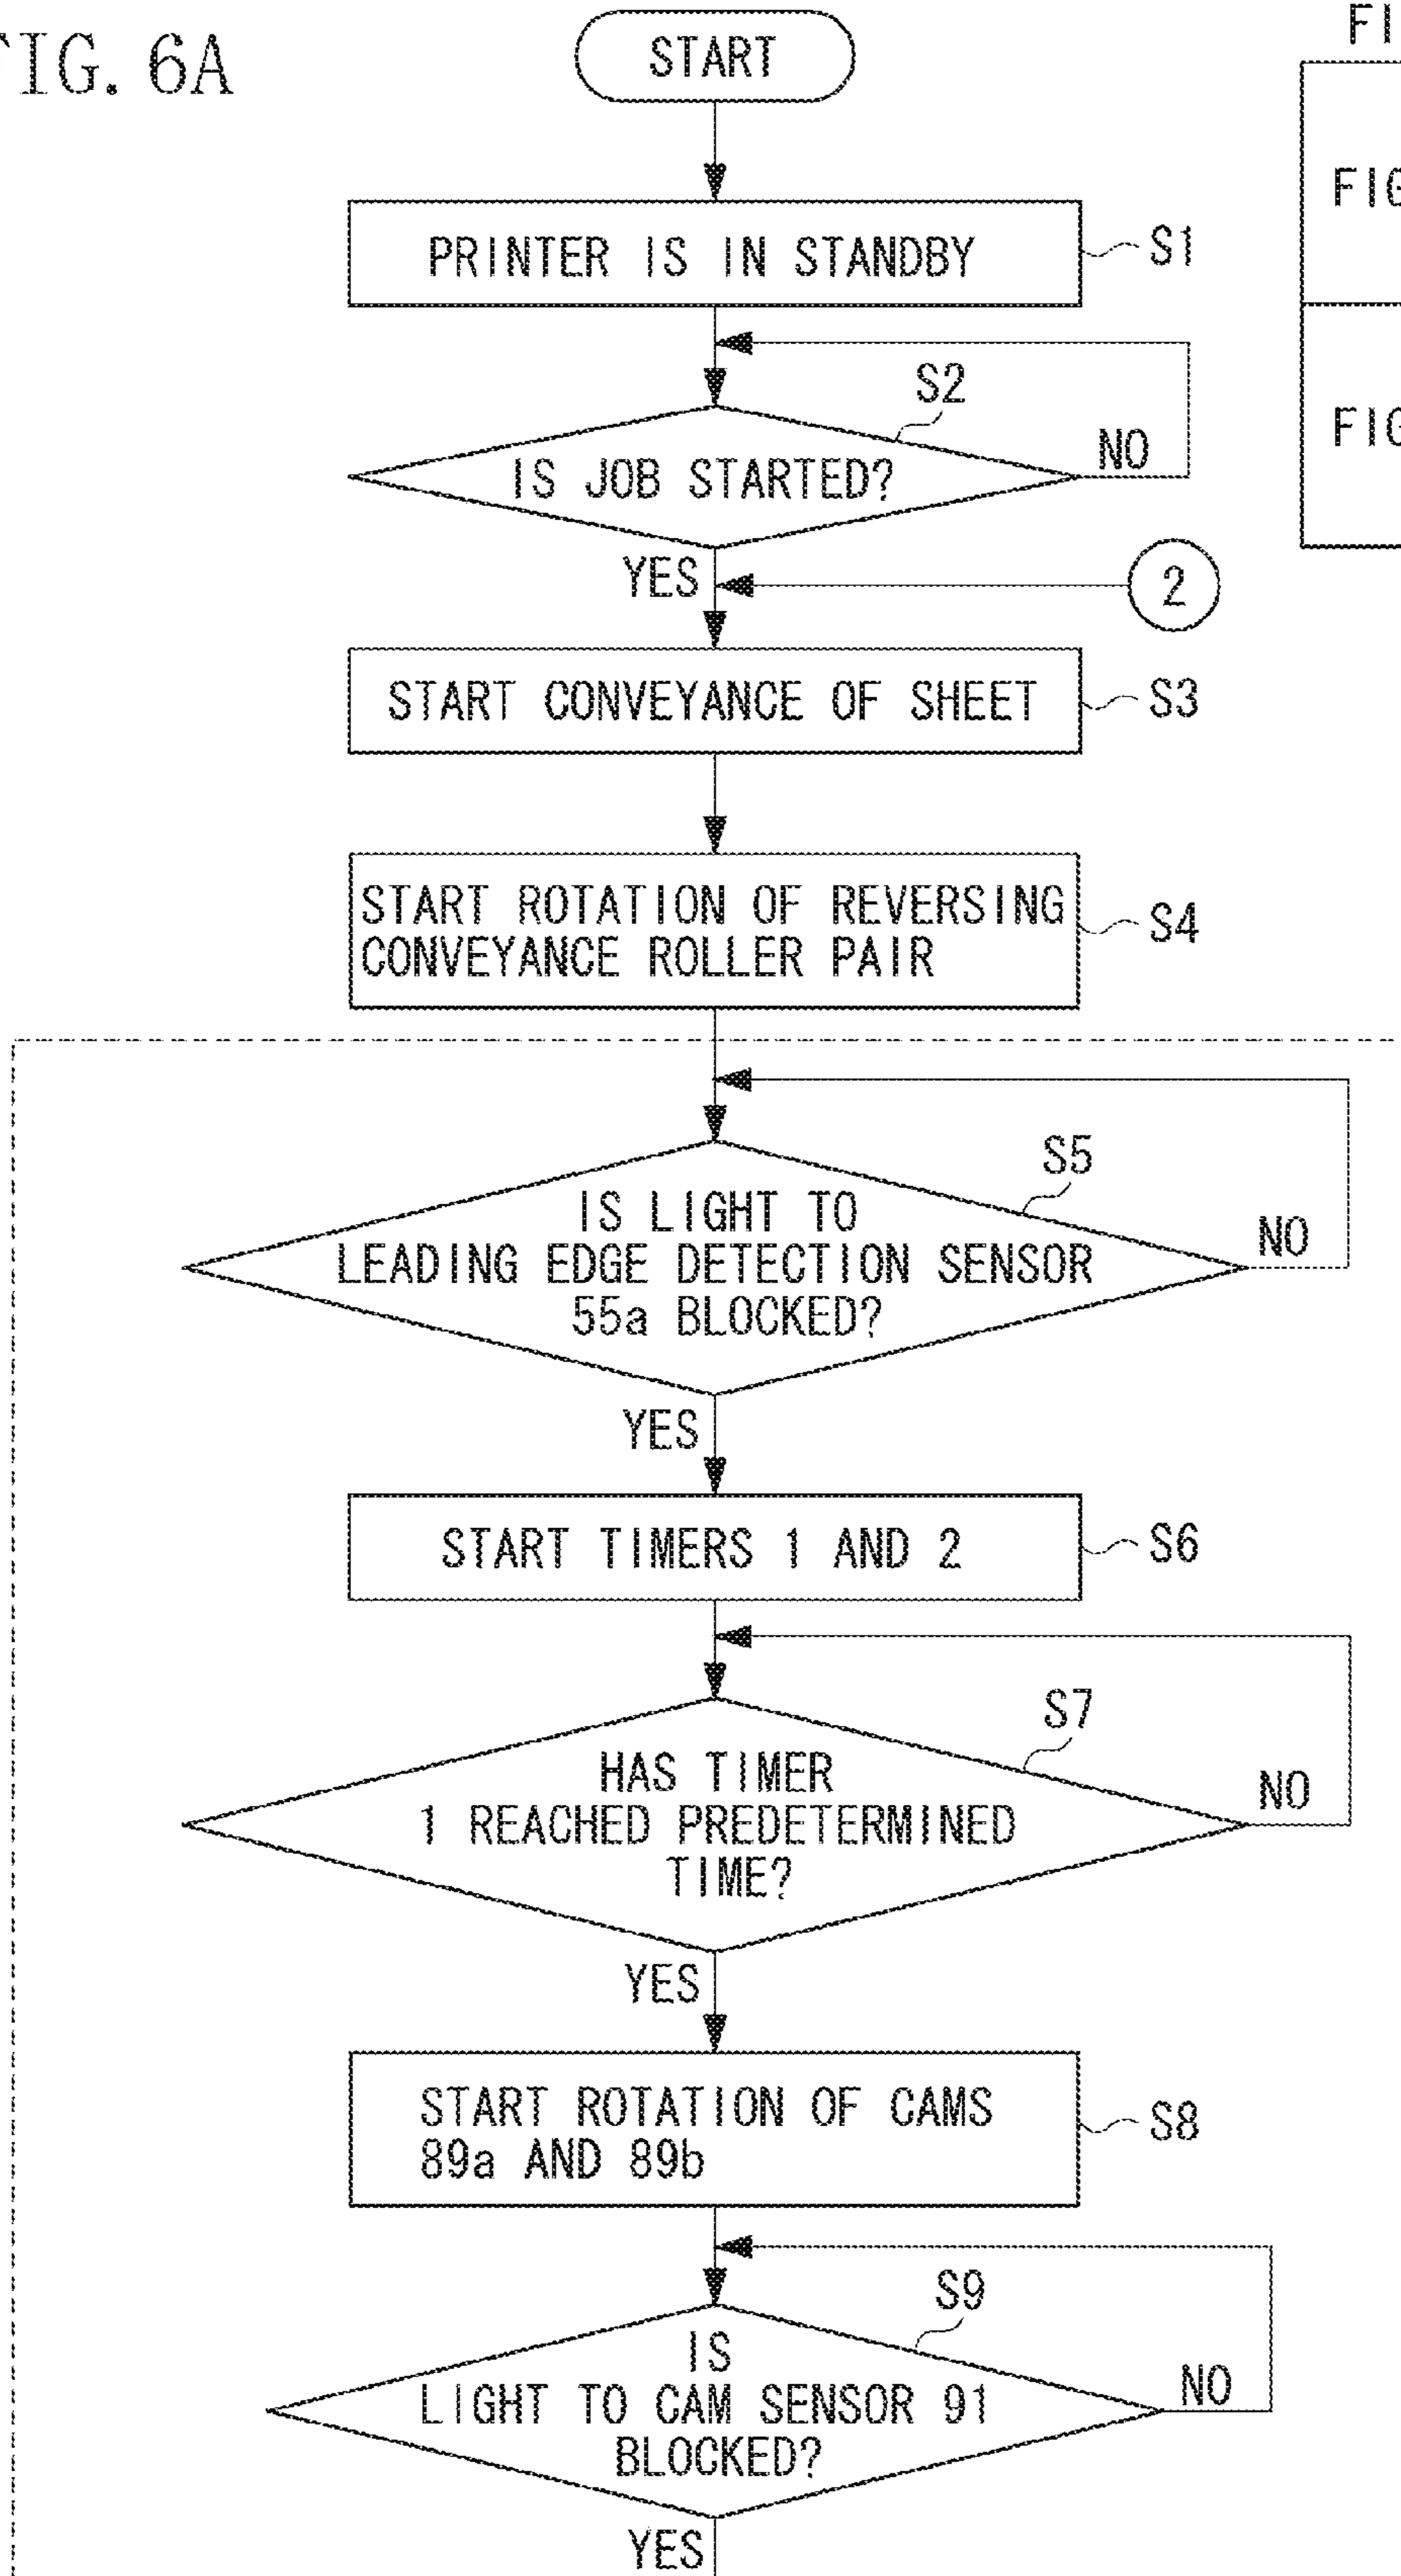 FIG. 6A
START
PRINTER IS IN STANDBY
S1
S2
IS JOB STARTED?
NO
YES
2
START CONVEYANCE OF SHEET
S3
START ROTATION OF REVERSING
CONVEYANCE ROLLER PAIR
S4
S5
IS LIGHT TO
LEADING EDGE DETECTION SENSOR
55a BLOCKED?
NO
YES
START TIMERS 1 AND 2
S6
S7
HAS TIMER
1 REACHED PREDETERMINED
TIME?
NO
YES
START ROTATION OF CAMS
89a AND 89b
S8
S9
IS
LIGHT TO CAM SENSOR 91
BLOCKED?
NO
YES